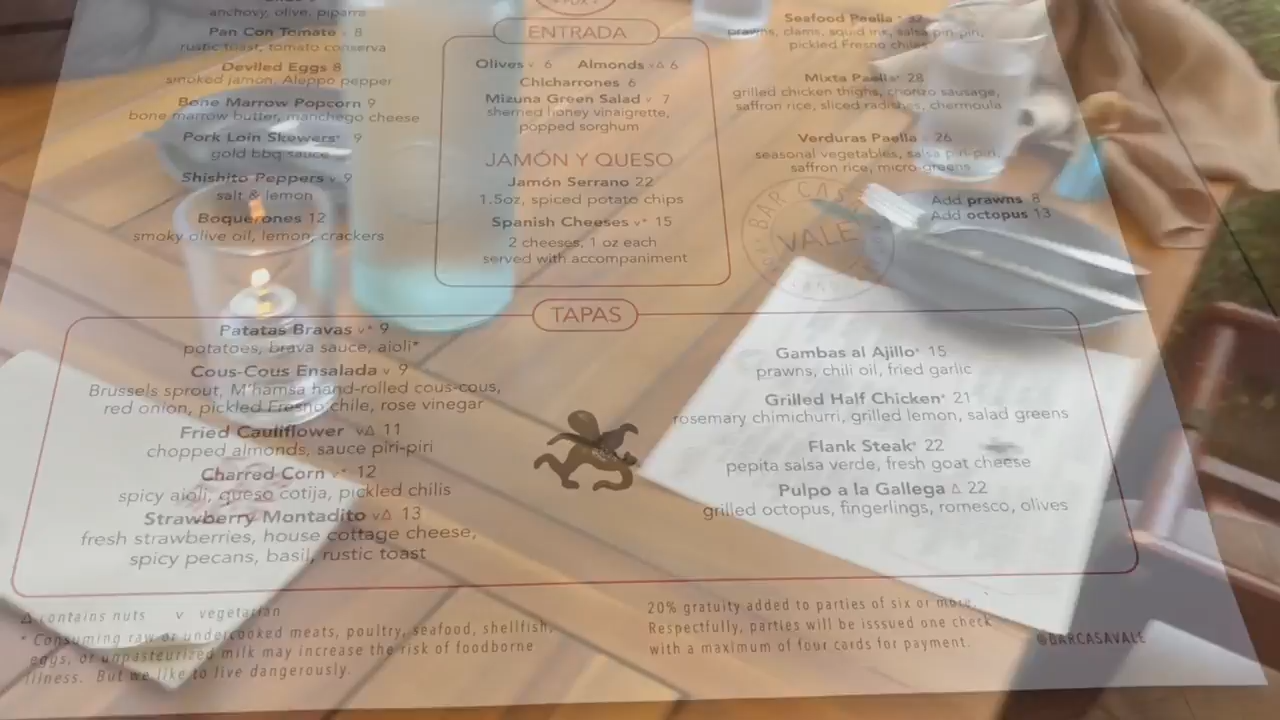 anchovy, olive, piparra
Pan Con Tomate 8
rustic toast, tomato conserva
Deviled Eggs 8
smoked jamon, Aleppo pepper
Bone Marrow Popcorn 9
bone marrow butter, manchego cheese
Pork Loin Skewers* 9
gold bbq sauce
Shishito Peppers v 9
salt & lemon
Boquerones 12
smoky olive oil, lemon, crackers
ENTRADA
Olives v 6 Almonds v∆ 6
Chicharrones 6
Mizuna Green Salad v 7
sherried honey vinaigrette,
popped sorghum
JAMÓN Y QUESO
Jamón Serrano 22
1.5oz, spiced potato chips
Spanish Cheeses v* 15
2 cheeses, 1 oz each
served with accompaniment
Seafood Paella* 32
prawns, clams, squid ink, salsa piri-piri,
pickled Fresno chiles
Mixta Paella* 28
grilled chicken thighs, chorizo sausage,
saffron rice, sliced radishes, chermoula
Verduras Paella 26
seasonal vegetables, salsa piri-piri,
saffron rice, micro greens
Add prawns 8
Add octopus 13
BAR CASA
VALE
TAPAS
Patatas Bravas v* 9
potatoes, brava sauce, aioli*
Cous-Cous Ensalada v 9
Brussels sprout, M'hamsa hand-rolled cous-cous,
red onion, pickled Fresno chile, rose vinegar
Fried Cauliflower v∆ 11
chopped almonds, sauce piri-piri
Charred Corn v* 12
spicy aioli, queso cotija, pickled chilis
Strawberry Montadito v∆ 13
fresh strawberries, house cottage cheese,
spicy pecans, basil, rustic toast
Gambas al Ajillo* 15
prawns, chili oil, fried garlic
Grilled Half Chicken* 21
rosemary chimichurri, grilled lemon, salad greens
Flank Steak* 22
pepita salsa verde, fresh goat cheese
Pulpo a la Gallega ∆ 22
grilled octopus, fingerlings, romesco, olives
∆ contains nuts v vegetarian
* Consuming raw or undercooked meats, poultry, seafood, shellfish,
eggs, or unpasteurized milk may increase the risk of foodborne
illness. But we like to live dangerously.
20% gratuity added to parties of six or more.
Respectfully, parties will be isssued one check
with a maximum of four cards for payment.
@BARCASAVALE